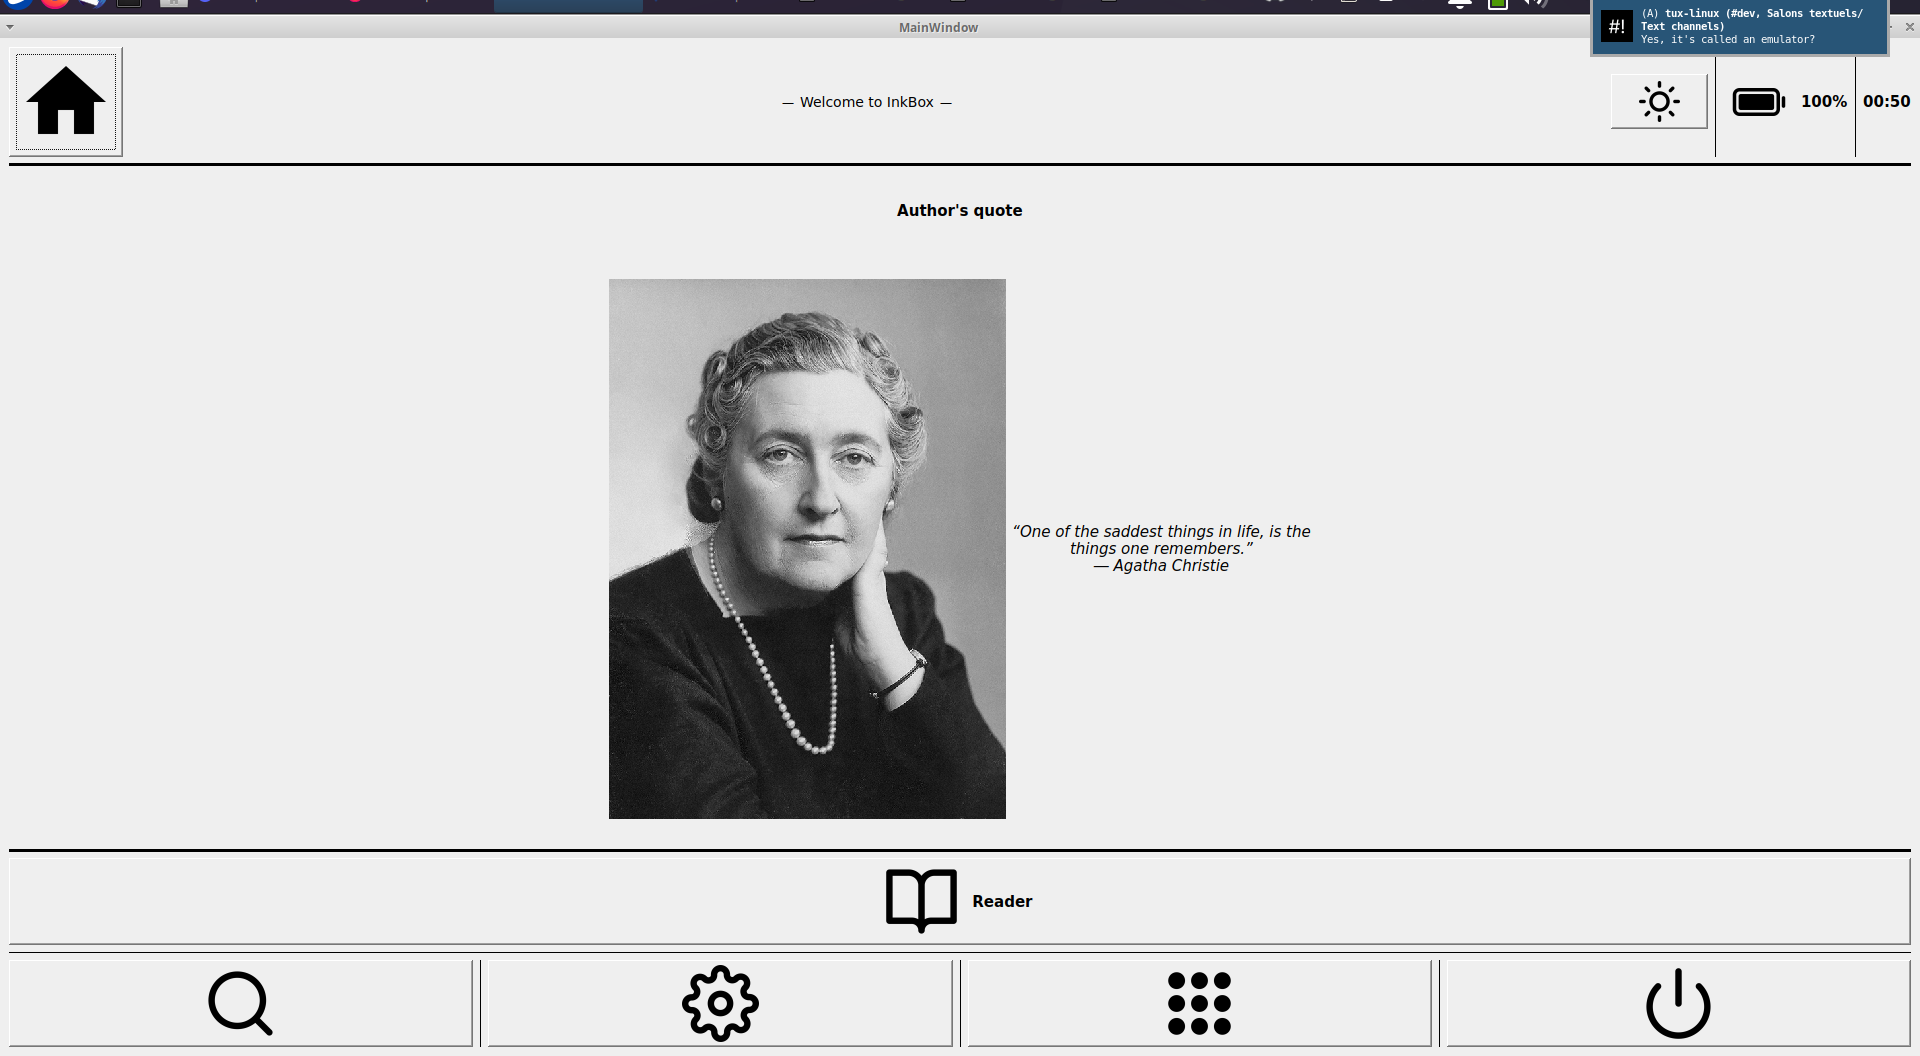 MainWindow
#!
(A) tux-linux (#dev, Salons textuels/
Text channels)
Yes, it's called an emulator?
— Welcome to InkBox —
100%
00:50
Author's quote
“One of the saddest things in life, is the
things one remembers.”
— Agatha Christie
Reader